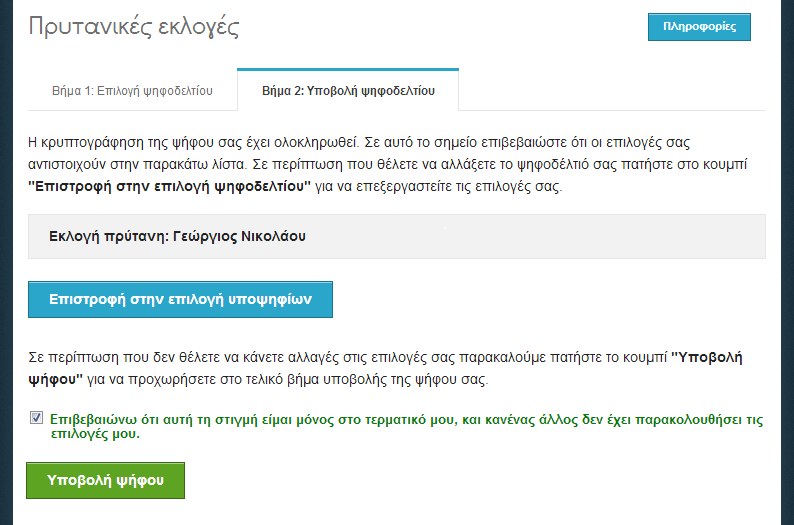 Πρυτανικές εκλογές
Πληροφορίες
Βήμα 1: Επιλογή ψηφοδελτίου
Βήμα 2: Υποβολή ψηφοδελτίου
Η κρυπτογράφηση της ψήφου σας έχει ολοκληρωθεί. Σε αυτό το σημείο επιβεβαιώστε ότι οι επιλογές σας
αντιστοιχούν στην παρακάτω λίστα. Σε περίπτωση που θέλετε να αλλάξετε το ψηφοδέλτιό σας πατήστε στο κουμπί
"Επιστροφή στην επιλογή ψηφοδελτίου" για να επεξεργαστείτε τις επιλογές σας.
Εκλογή πρύτανη: Γεώργιος Νικολάου
Επιστροφή στην επιλογή υποψηφίων
Σε περίπτωση που δεν θέλετε να κάνετε αλλαγές στις επιλογές σας παρακαλούμε πατήστε το κουμπί "Υποβολή
ψήφου" για να προχωρήσετε στο τελικό βήμα υποβολής της ψήφου σας.
Επιβεβαιώνω ότι αυτή τη στιγμή είμαι μόνος στο τερματικό μου, και κανένας άλλος δεν έχει παρακολουθήσει τις
επιλογές μου.
Υποβολή ψήφου